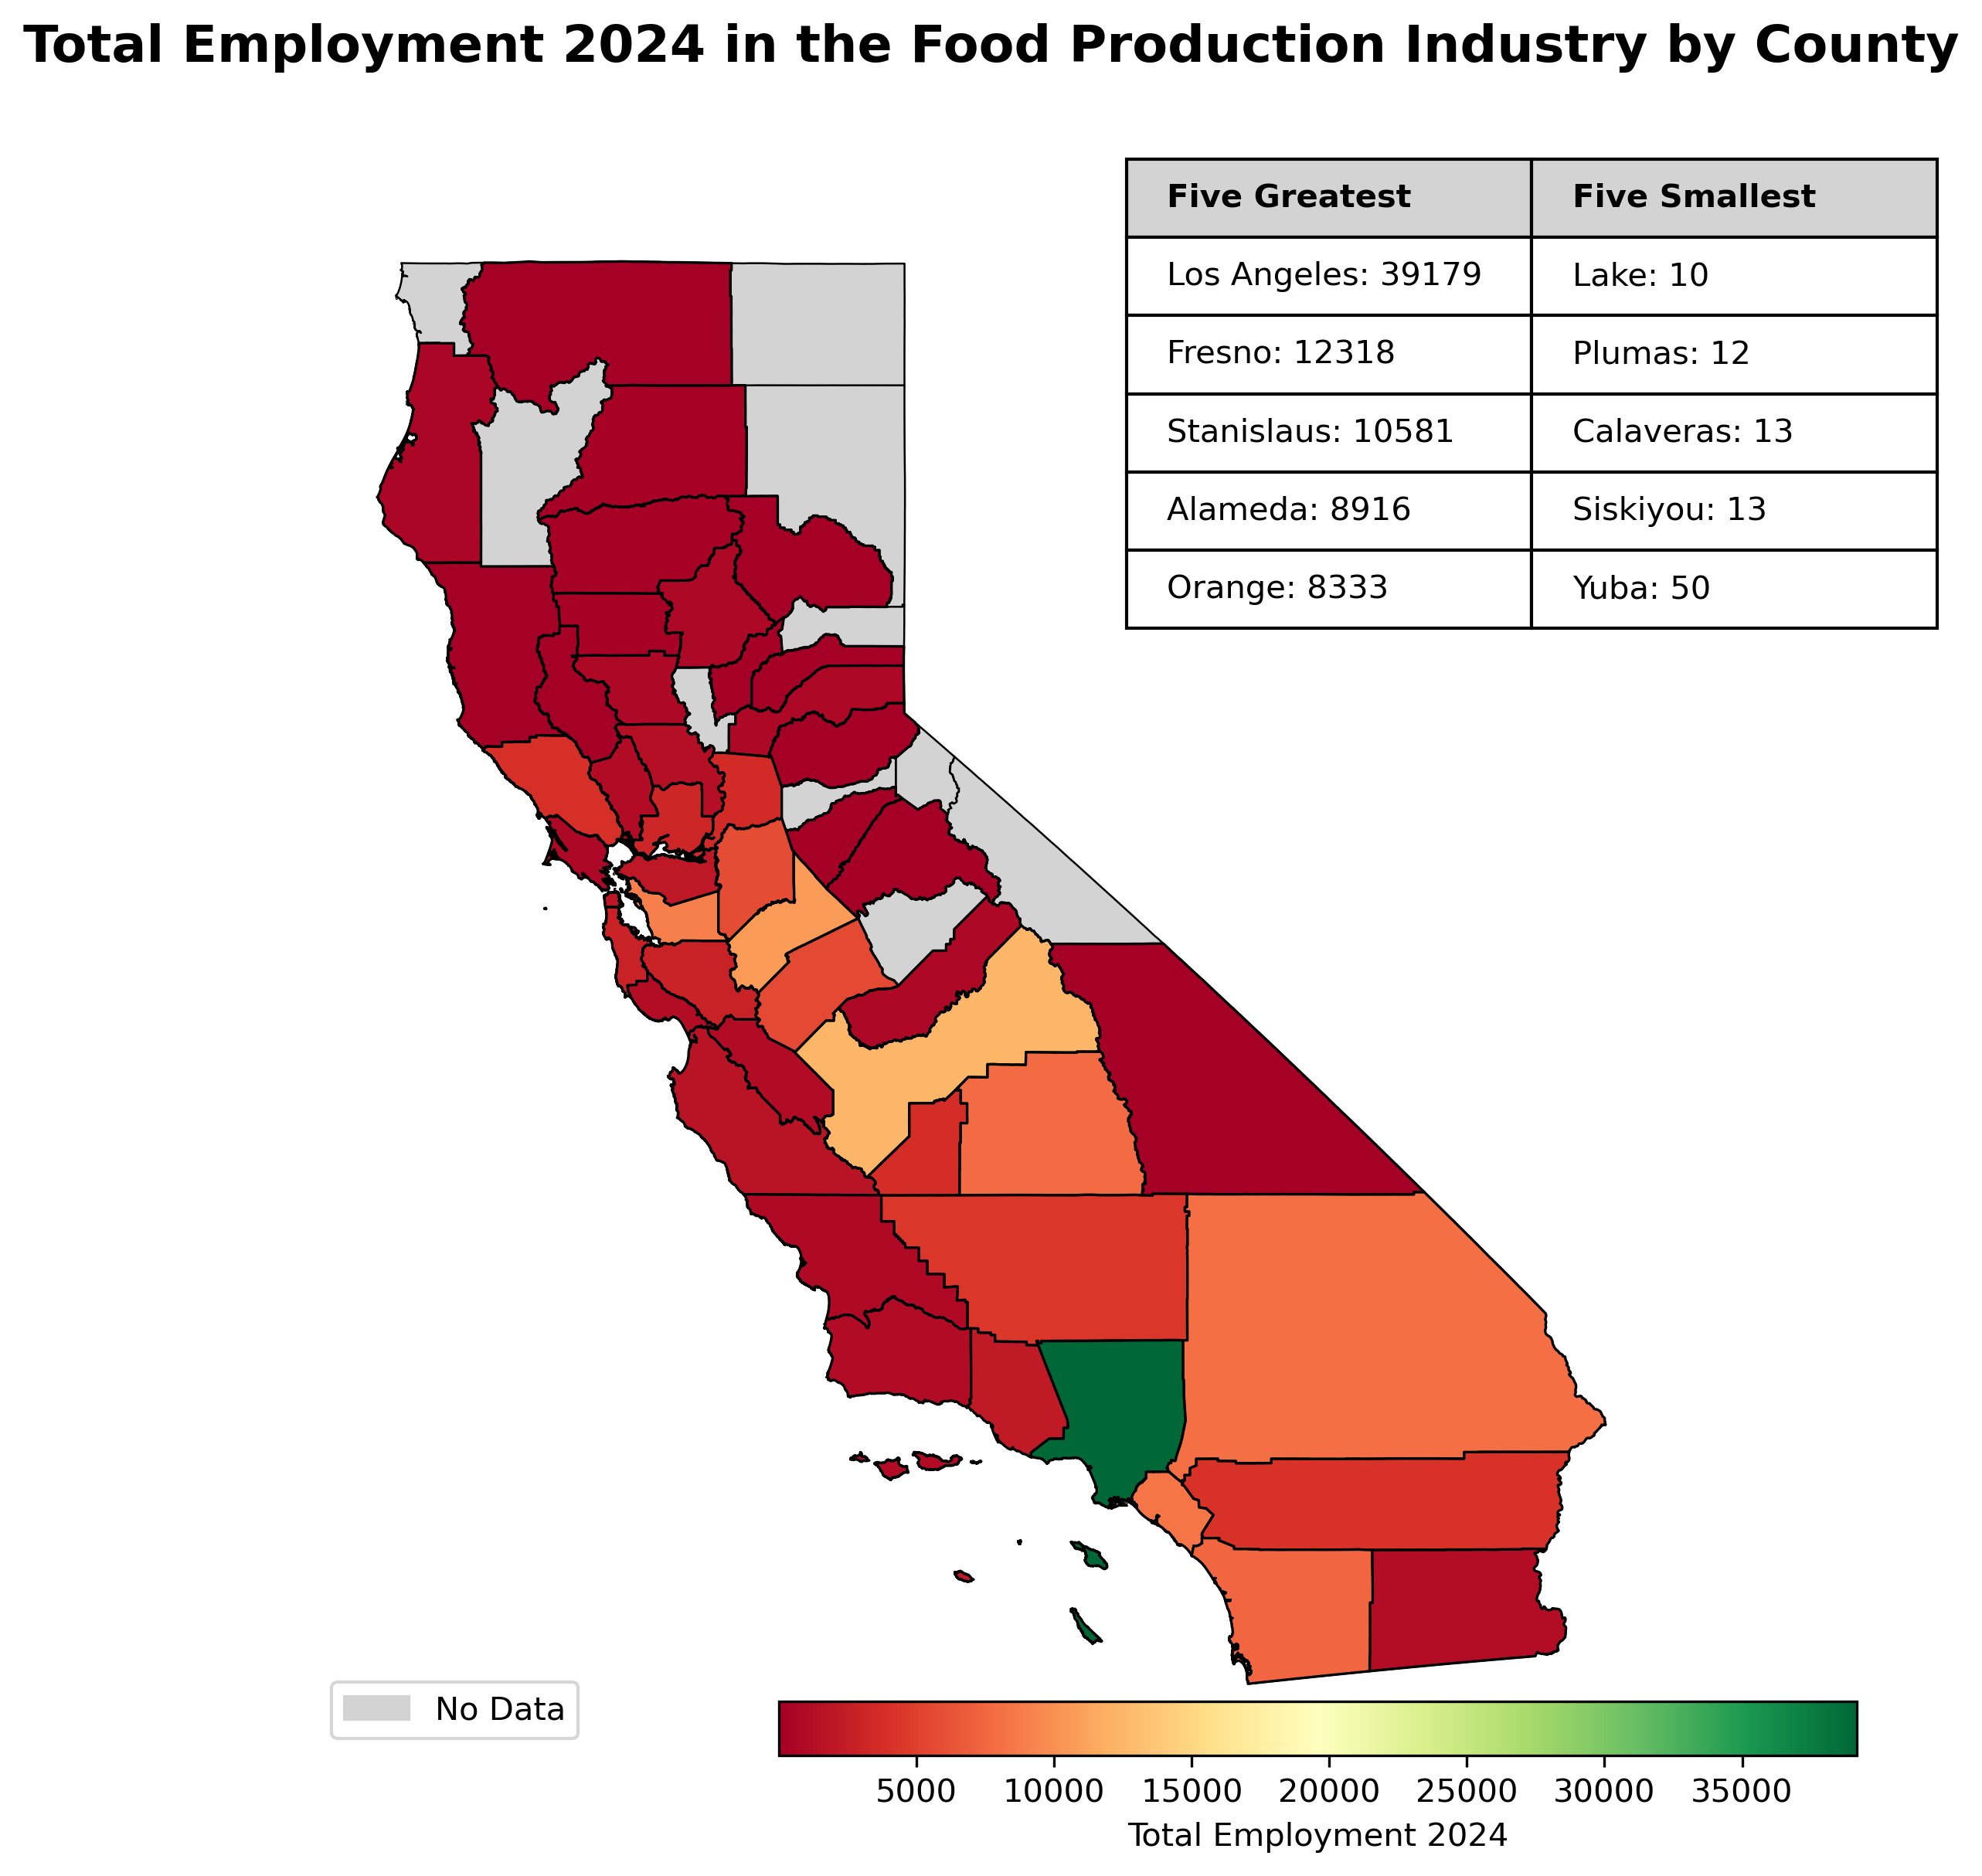 Total Employment 2024 in the Food Production Industry by County
Five Greatest Five Smallest
Los Angeles: 39179 Lake: 10
Fresno: 12318 Plumas: 12
Stanislaus: 10581 Calaveras: 13
Alameda: 8916 Siskiyou: 13
Orange: 8333 Yuba: 50
No Data
5000 10000 15000 20000 25000 30000 35000
Total Employment 2024